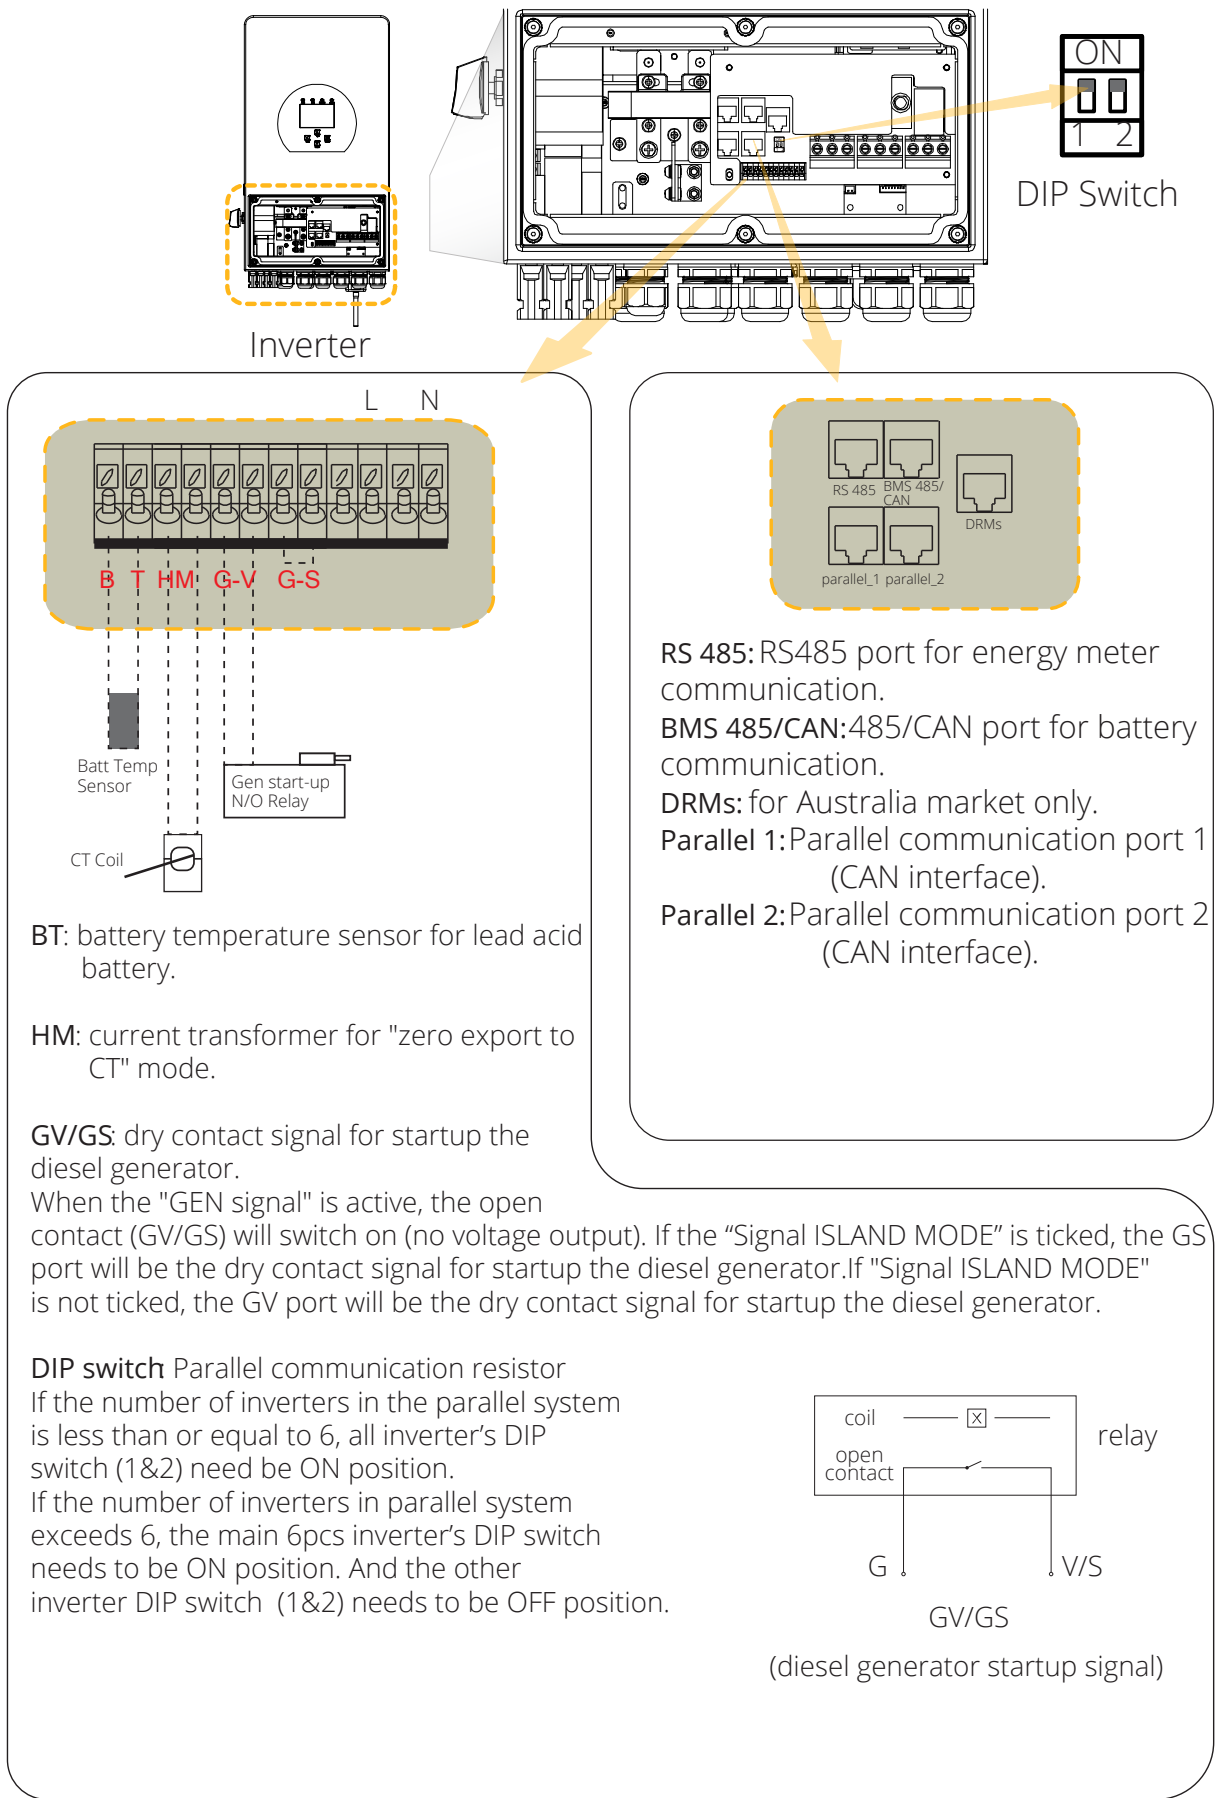 ON
1 2
DIP Switch
Inverter
L N
B T HM G-V G-S
Batt Temp
Sensor
Gen start-up
N/O Relay
CT Coil
RS 485
BMS 485/
CAN
DRMs
parallel_1 parallel_2
RS 485: RS485 port for energy meter
communication.
BMS 485/CAN: 485/CAN port for battery
communication.
DRMs: for Australia market only.
Parallel 1: Parallel communication port 1
(CAN interface).
Parallel 2: Parallel communication port 2
(CAN interface).
BT: battery temperature sensor for lead acid
battery.
HM: current transformer for "zero export to
CT" mode.
GV/GS: dry contact signal for startup the
diesel generator.
When the "GEN signal" is active, the open
contact (GV/GS) will switch on (no voltage output). If the “Signal ISLAND MODE” is ticked, the GS
port will be the dry contact signal for startup the diesel generator.If "Signal ISLAND MODE"
is not ticked, the GV port will be the dry contact signal for startup the diesel generator.
DIP switch: Parallel communication resistor
If the number of inverters in the parallel system
is less than or equal to 6, all inverter’s DIP
switch (1&2) need be ON position.
If the number of inverters in parallel system
exceeds 6, the main 6pcs inverter’s DIP switch
needs to be ON position. And the other
inverter DIP switch (1&2) needs to be OFF position.
coil
X
open
contact
relay
G V/S
GV/GS
(diesel generator startup signal)